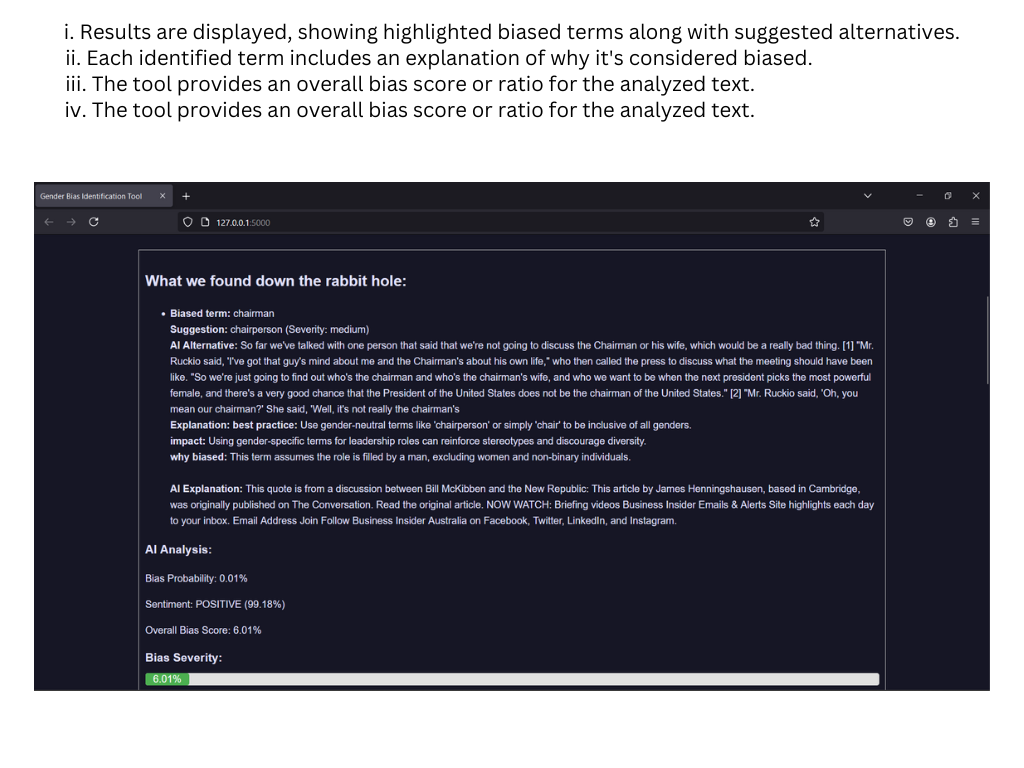 i. Results are displayed, showing highlighted biased terms along with suggested alternatives.
ii. Each identified term includes an explanation of why it's considered biased.
iii. The tool provides an overall bias score or ratio for the analyzed text.
iv. The tool provides an overall bias score or ratio for the analyzed text.
Gender Bias Identification Tool
127.0.0.1:5000
What we found down the rabbit hole:
• Biased term: chairman
Suggestion: chairperson (Severity: medium)
AI Alternative: So far we've talked with one person that said that we're not going to discuss the Chairman or his wife, which would be a really bad thing. [1] "Mr.
Ruckio said, 'I've got that guy's mind about me and the Chairman's about his own life," who then called the press to discuss what the meeting should have been
like. "So we're just going to find out who's the chairman and who's the chairman's wife, and who we want to be when the next president picks the most powerful
female, and there's a very good chance that the President of the United States does not be the chairman of the United States." [2] "Mr. Ruckio said, 'Oh, you
mean our chairman?' She said, 'Well, it's not really the chairman's
Explanation: best practice: Use gender-neutral terms like 'chairperson' or simply 'chair' to be inclusive of all genders.
impact: Using gender-specific terms for leadership roles can reinforce stereotypes and discourage diversity.
why biased: This term assumes the role is filled by a man, excluding women and non-binary individuals.
AI Explanation: This quote is from a discussion between Bill McKibben and the New Republic: This article by James Henningshausen, based in Cambridge,
was originally published on The Conversation. Read the original article. NOW WATCH: Briefing videos Business Insider Emails & Alerts Site highlights each day
to your inbox. Email Address Join Follow Business Insider Australia on Facebook, Twitter, LinkedIn, and Instagram.
AI Analysis:
Bias Probability: 0.01%
Sentiment: POSITIVE (99.18%)
Overall Bias Score: 6.01%
Bias Severity:
6.01%